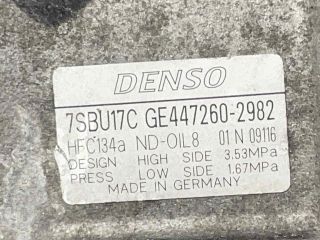 DENSO
7SBU17C GE447260-2982
HFC134a ND-OIL8 01 N 09116
DESIGN HIGH SIDE 3.53MPa
PRESS LOW SIDE 1.67MPa
MADE IN GERMANY